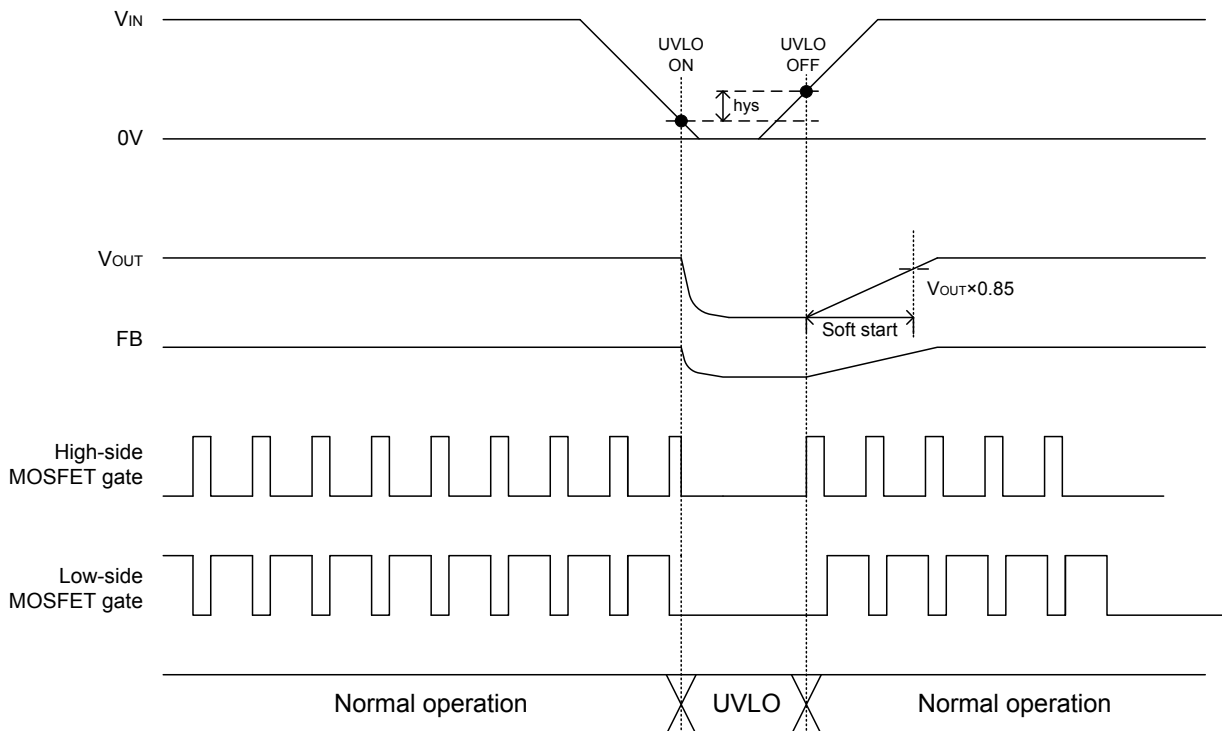 VIN
UVLO
ON
UVLO
OFF
hys
0V
VOUT
VOUT×0.85
Soft start
FB
High-side
MOSFET gate
Low-side
MOSFET gate
Normal operation
UVLO
Normal operation